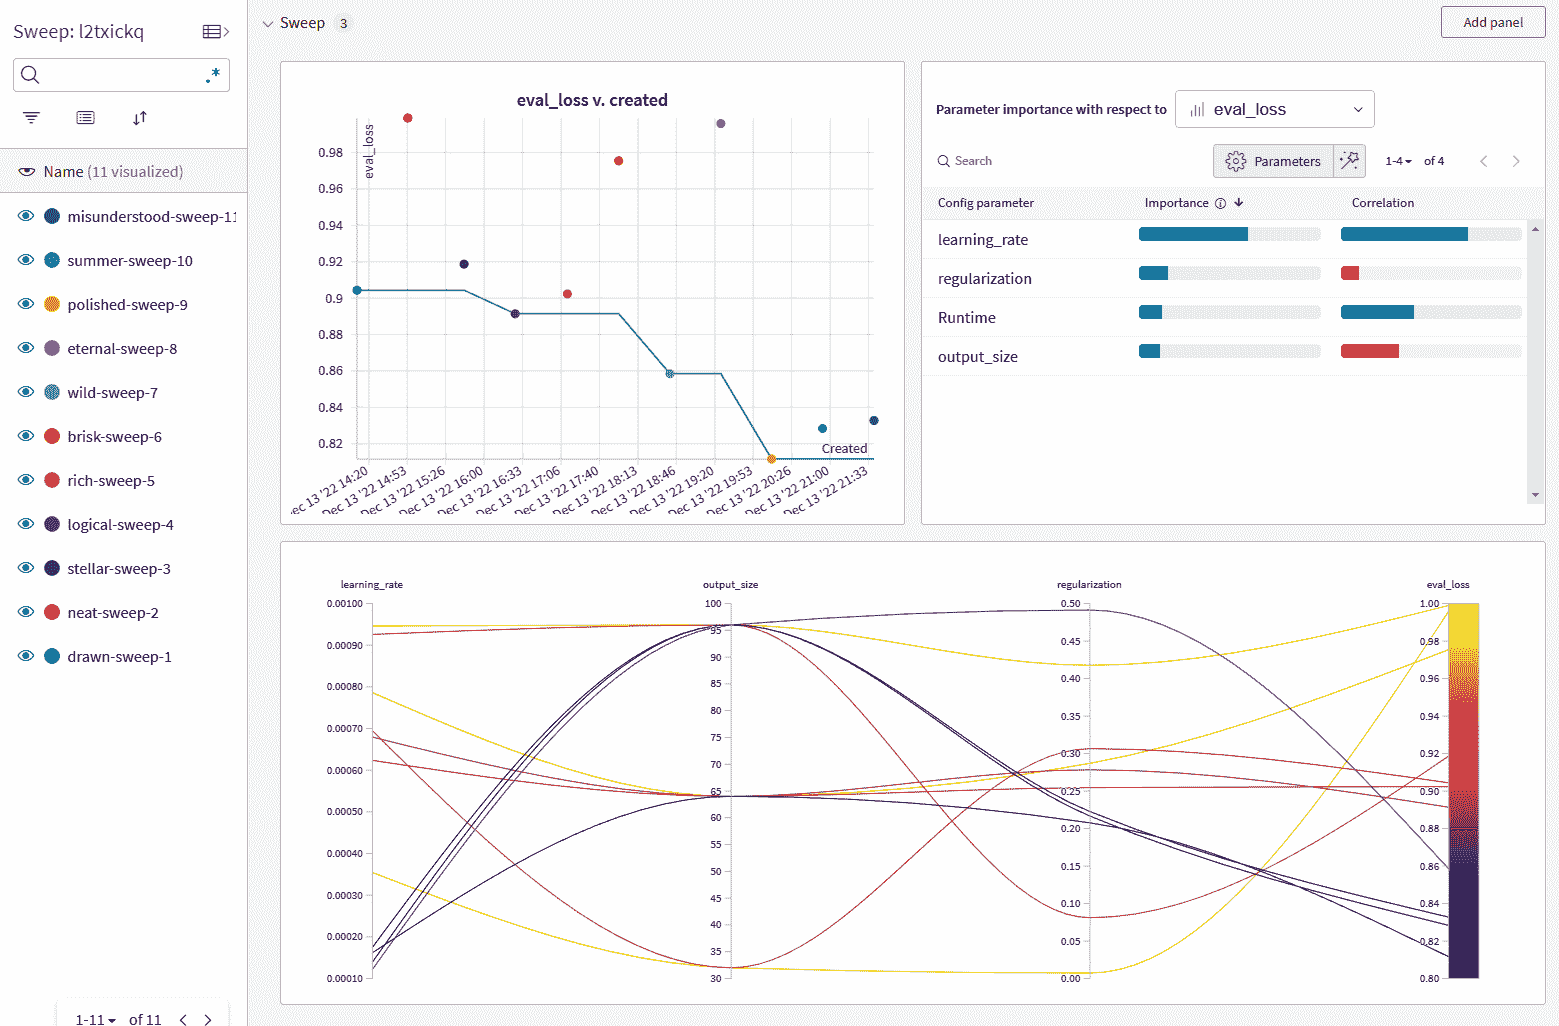 Sweep: l2txickq
.*
Name (11 visualized)
misunderstood-sweep-11
summer-sweep-10
polished-sweep-9
eternal-sweep-8
wild-sweep-7
brisk-sweep-6
rich-sweep-5
logical-sweep-4
stellar-sweep-3
neat-sweep-2
drawn-sweep-1
1-11 of 11
Sweep 3
Add panel
eval_loss v. created
eval_loss
0.98
0.96
0.94
0.92
0.9
0.88
0.86
0.84
0.82
Created
ec 13 '22 14:20
Dec 13 '22 14:53
Dec 13 '22 15:26
Dec 13 '22 16:00
Dec 13 '22 16:33
Dec 13 '22 17:06
Dec 13 '22 17:40
Dec 13 '22 18:13
Dec 13 '22 18:46
Dec 13 '22 19:20
Dec 13 '22 19:53
Dec 13 '22 20:26
Dec 13 '22 21:00
Dec 13 '22 21:33
Parameter importance with respect to eval_loss
Search Parameters 1-4 of 4
Config parameter Importance Correlation
learning_rate
regularization
Runtime
output_size
learning_rate
0.00100
0.00090
0.00080
0.00070
0.00060
0.00050
0.00040
0.00030
0.00020
0.00010
output_size
100
95
90
85
80
75
70
65
60
55
50
45
40
35
30
regularization
0.50
0.45
0.40
0.35
0.30
0.25
0.20
0.15
0.10
0.05
0.00
eval_loss
1.00
0.98
0.96
0.94
0.92
0.90
0.88
0.86
0.84
0.82
0.80